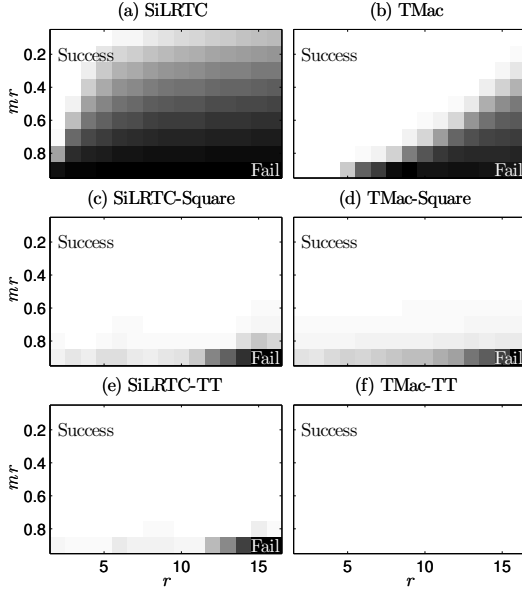 (a) SiLRTC
(b) TMac
Success
Success
0.2
0.4
0.6
0.8
mr
Fail
Fail
(c) SiLRTC-Square
(d) TMac-Square
Success
Success
0.2
0.4
0.6
0.8
mr
Fail
Fail
(e) SiLRTC-TT
(f) TMac-TT
Success
Success
0.2
0.4
0.6
0.8
mr
Fail
5 10 15
5 10 15
r
r